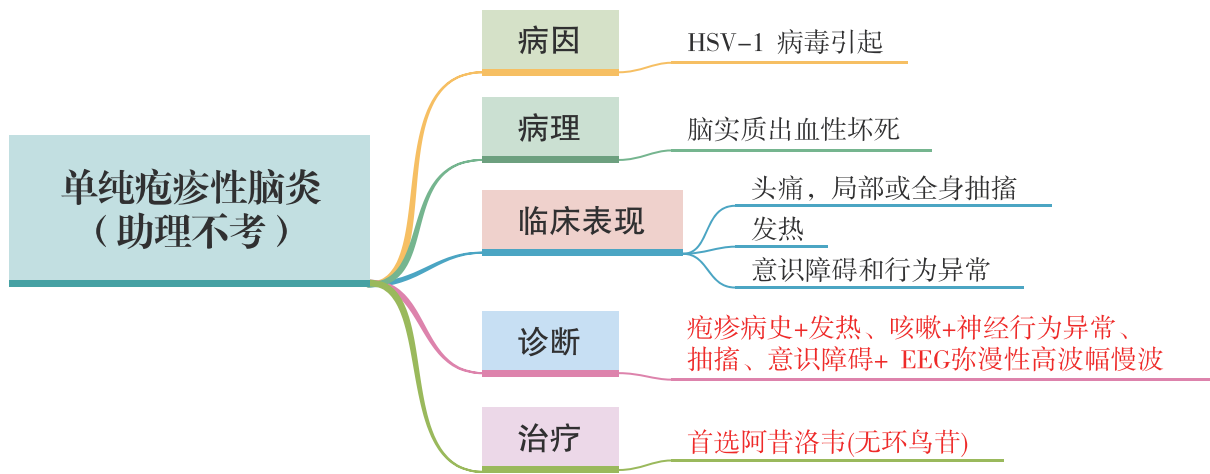 单纯疱疹性脑炎
（助理不考）
病因
HSV-1 病毒引起
病理
脑实质出血性坏死
临床表现
头痛，局部或全身抽搐
发热
意识障碍和行为异常
诊断
疱疹病史+发热、咳嗽+神经行为异常、
抽搐、意识障碍+ EEG弥漫性高波幅慢波
治疗
首选阿昔洛韦(无环鸟苷)